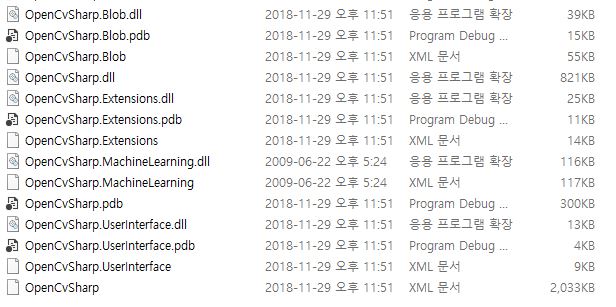 OpenCvSharp.Blob.dll 2018-11-29 오후 11:51 응용 프로그램 확장 39KB
OpenCvSharp.Blob.pdb 2018-11-29 오후 11:51 Program Debug ... 15KB
OpenCvSharp.Blob 2018-11-29 오후 11:51 XML 문서 55KB
OpenCvSharp.dll 2018-11-29 오후 11:51 응용 프로그램 확장 821KB
OpenCvSharp.Extensions.dll 2018-11-29 오후 11:51 응용 프로그램 확장 25KB
OpenCvSharp.Extensions.pdb 2018-11-29 오후 11:51 Program Debug ... 11KB
OpenCvSharp.Extensions 2018-11-29 오후 11:51 XML 문서 14KB
OpenCvSharp.MachineLearning.dll 2009-06-22 오후 5:24 응용 프로그램 확장 116KB
OpenCvSharp.MachineLearning 2009-06-22 오후 5:24 XML 문서 117KB
OpenCvSharp.pdb 2018-11-29 오후 11:51 Program Debug ... 300KB
OpenCvSharp.UserInterface.dll 2018-11-29 오후 11:51 응용 프로그램 확장 13KB
OpenCvSharp.UserInterface.pdb 2018-11-29 오후 11:51 Program Debug ... 4KB
OpenCvSharp.UserInterface 2018-11-29 오후 11:51 XML 문서 9KB
OpenCvSharp 2018-11-29 오후 11:51 XML 문서 2,033KB